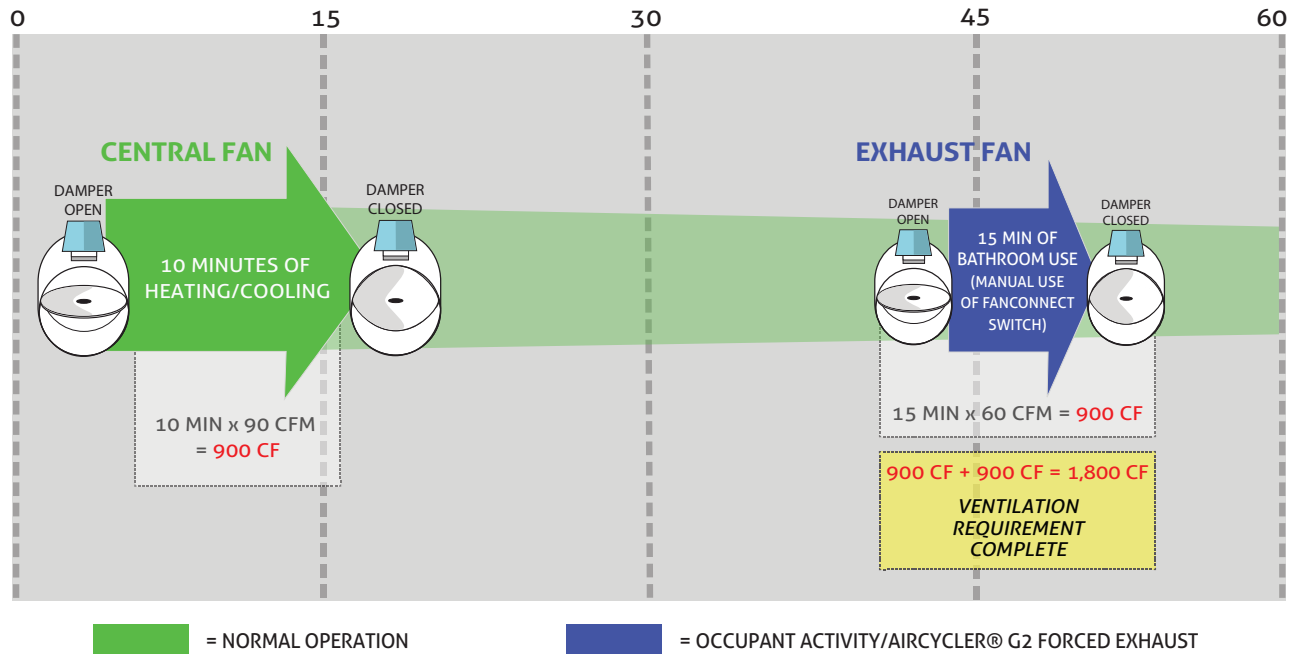 0 15 30 45 60
CENTRAL FAN
DAMPER
OPEN
10 MINUTES OF
HEATING/COOLING
DAMPER
CLOSED
10 MIN x 90 CFM
= 900 CF
EXHAUST FAN
DAMPER
OPEN
15 MIN OF
BATHROOM USE
(MANUAL USE
OF FANCONNECT
SWITCH)
DAMPER
CLOSED
15 MIN x 60 CFM = 900 CF
900 CF + 900 CF = 1,800 CF
VENTILATION
REQUIREMENT
COMPLETE
= NORMAL OPERATION
= OCCUPANT ACTIVITY/AIRCYCLER® G2 FORCED EXHAUST